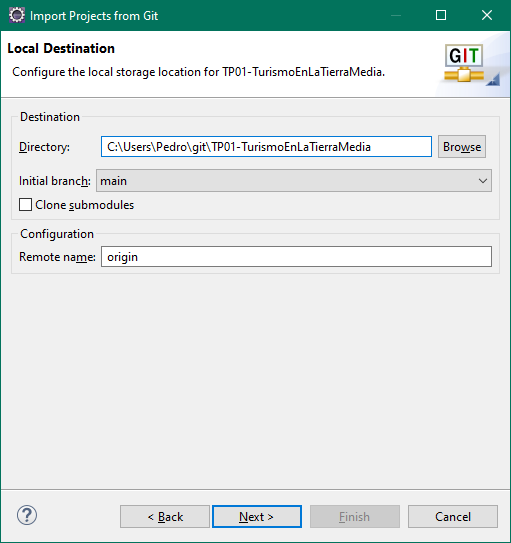 Import Projects from Git
Local Destination
Configure the local storage location for TP01-TurismoEnLaTierraMedia.
GIT
Destination
Directory:
C:\Users\Pedro\git\TP01-TurismoEnLaTierraMedia
Browse
Initial branch:
main
Clone submodules
Configuration
Remote name:
origin
?
< Back
Next >
Finish
Cancel